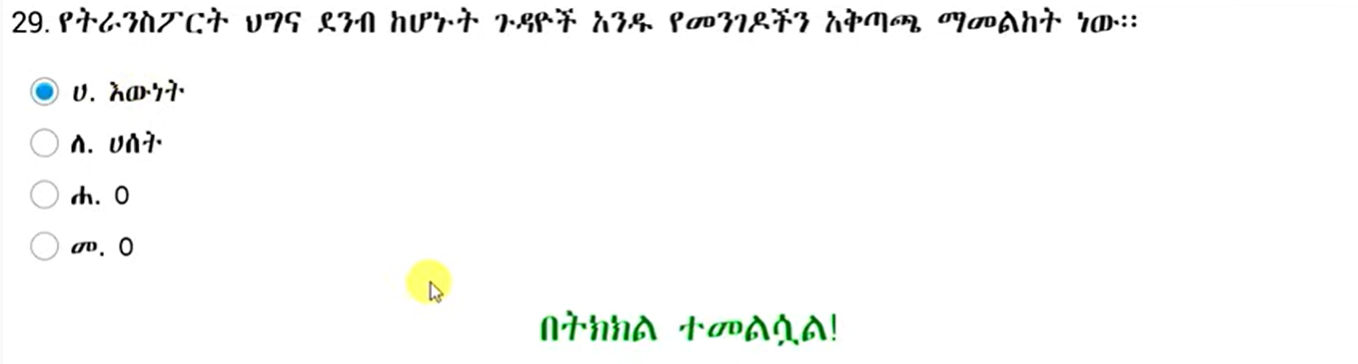 29. የትራንስፖርት ህግና ደንብ ከሆኑት ጉዳዮች አንዱ የመንገዶችን አቅጣጫ ማመልከት ነው፡፡
ሀ. እውነት
ለ. ሀሰት
ሐ. 0
መ. 0
በትክክል ተመልሷል!